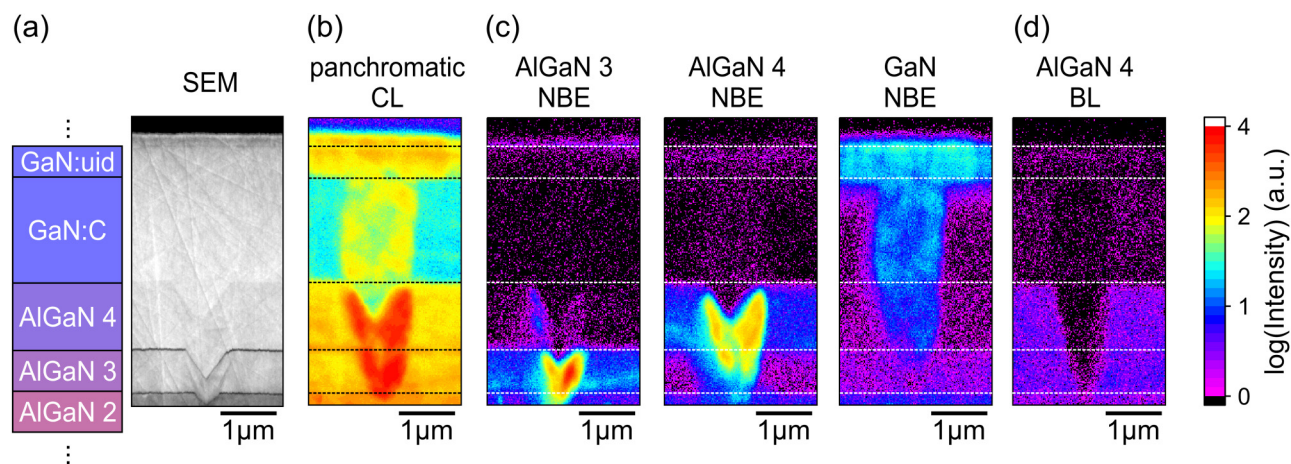 (a)
(b)
(c)
(d)
SEM
panchromatic
CL
AlGaN 3
NBE
AlGaN 4
NBE
GaN
NBE
AlGaN 4
BL
⋮
GaN:uid
GaN:C
AlGaN 4
AlGaN 3
AlGaN 2
⋮
1µm
1µm
1µm
1µm
1µm
1µm
4
2
1
0
log(Intensity) (a.u.)